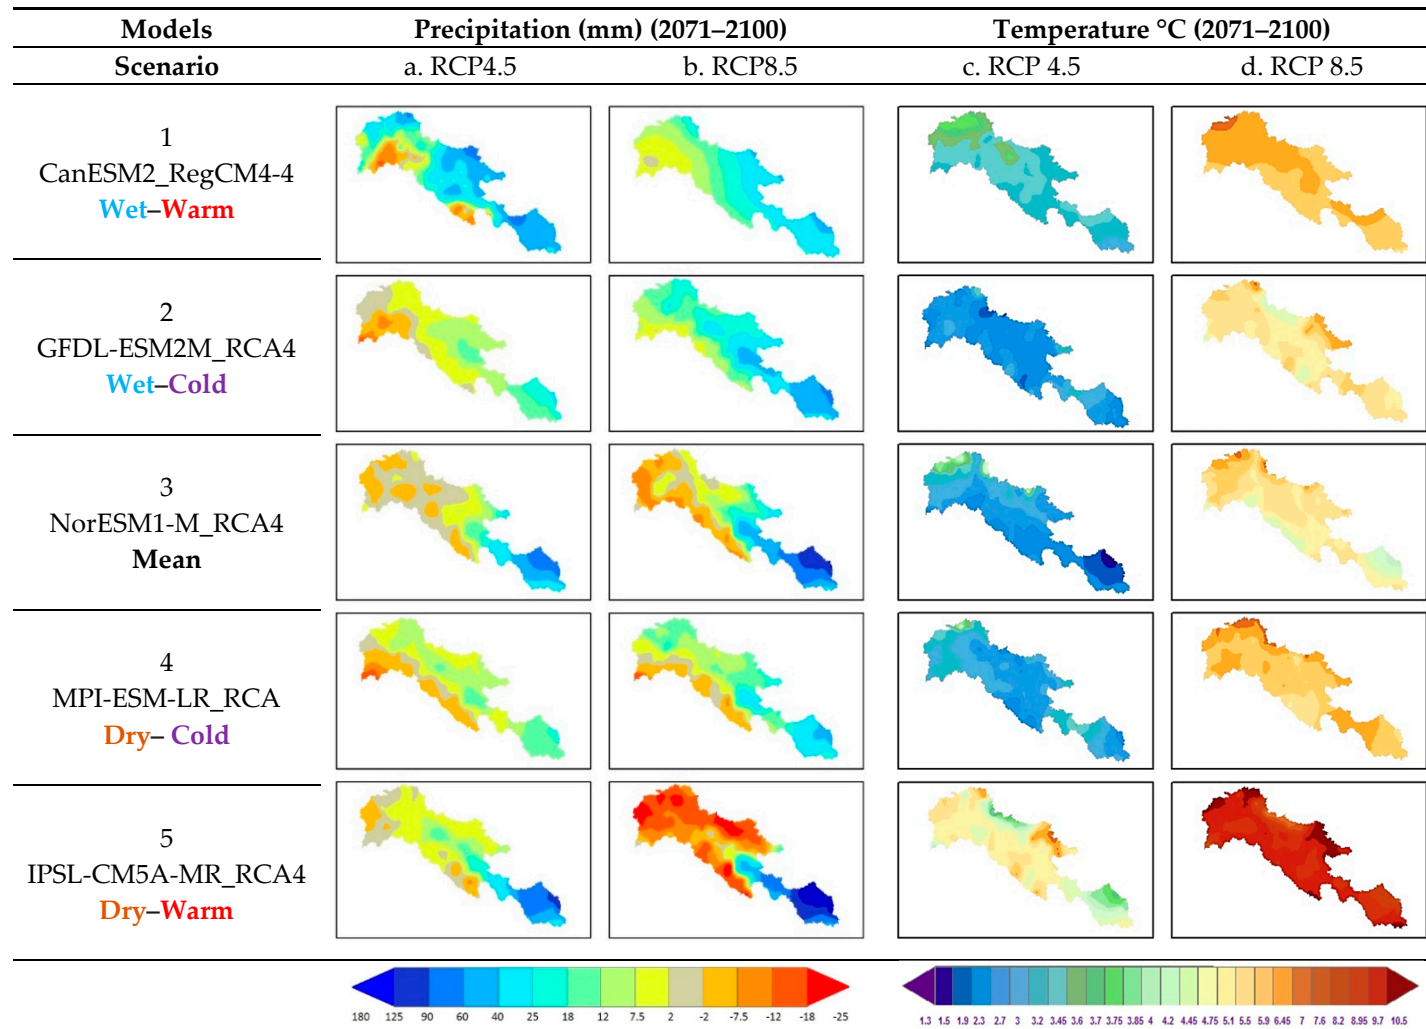 Models Precipitation (mm) (2071–2100) Temperature °C (2071–2100)
Scenario a. RCP4.5 b. RCP8.5 c. RCP 4.5 d. RCP 8.5
1
CanESM2_RegCM4-4
Wet–Warm
2
GFDL-ESM2M_RCA4
Wet–Cold
3
NorESM1-M_RCA4
Mean
4
MPI-ESM-LR_RCA
Dry– Cold
5
IPSL-CM5A-MR_RCA4
Dry–Warm
180 125 90 60 40 25 18 12 7.5 2 -2 -7.5 -12 -18 -25
1.3 1.5 1.9 2.3 2.7 3 3.2 3.45 3.6 3.7 3.75 3.85 4 4.2 4.45 4.75 5.1 5.5 5.9 6.45 7 7.6 8.2 8.95 9.7 10.5